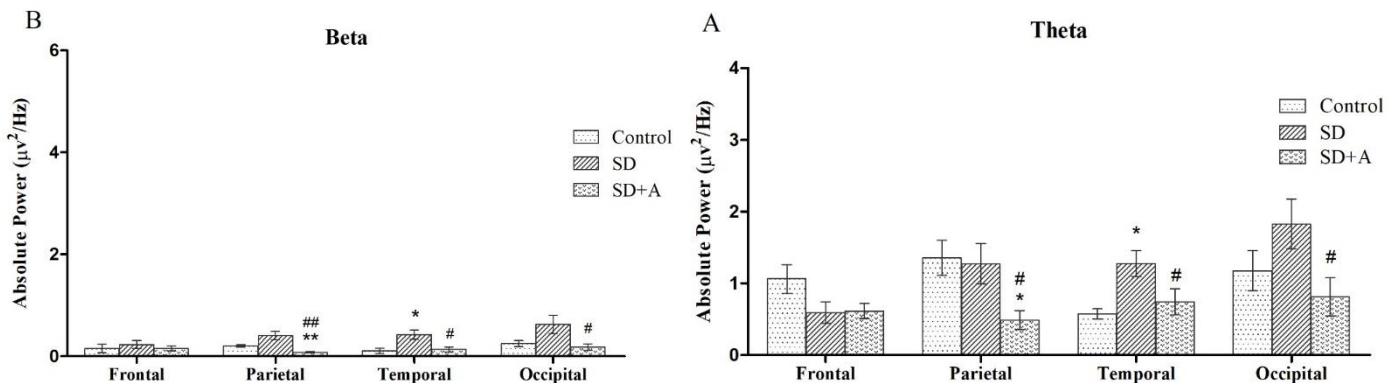 B
Beta
Absolute Power (μv²/Hz)
6
4
2
0
Control
SD
SD+A
##
**
*
#
#
Frontal
Parietal
Temporal
Occipital
A
Theta
Absolute Power (μv²/Hz)
4
3
2
1
0
Control
SD
SD+A
#
*
*
#
#
Frontal
Parietal
Temporal
Occipital